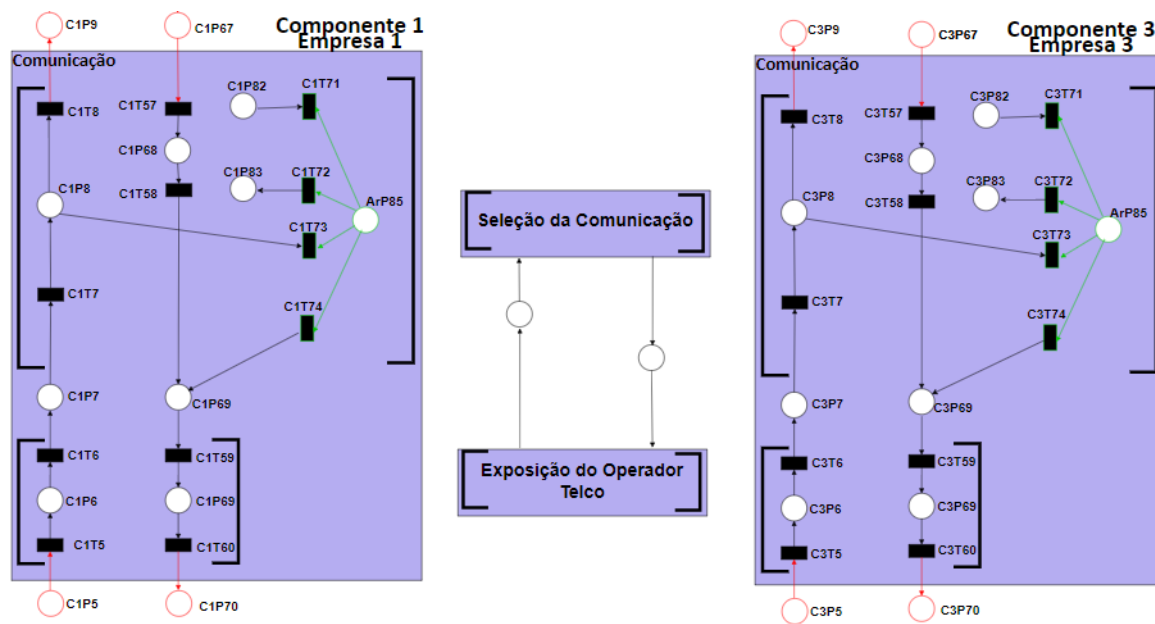 C1P9
C1P67
Componente 1
Empresa 1
Comunicação
C1T8
C1T57
C1P82
C1T71
C1P68
C1P83
C1T72
C1P8
C1T58
ArP85
C1T73
C1T7
C1T74
C1P7
C1P69
C1T6
C1T59
C1P6
C1P69
C1T5
C1T60
C1P5
C1P70
Seleção da Comunicação
Exposição do Operador
Telco
C3P9
C3P67
Componente 3
Empresa 3
Comunicação
C3T8
C3T57
C3P82
C3T71
C3P68
C3P83
C3T72
C3P8
C3T58
ArP85
C3T73
C3T7
C3T74
C3P7
C3P69
C3T6
C3T59
C3P6
C3P69
C3T5
C3T60
C3P5
C3P70